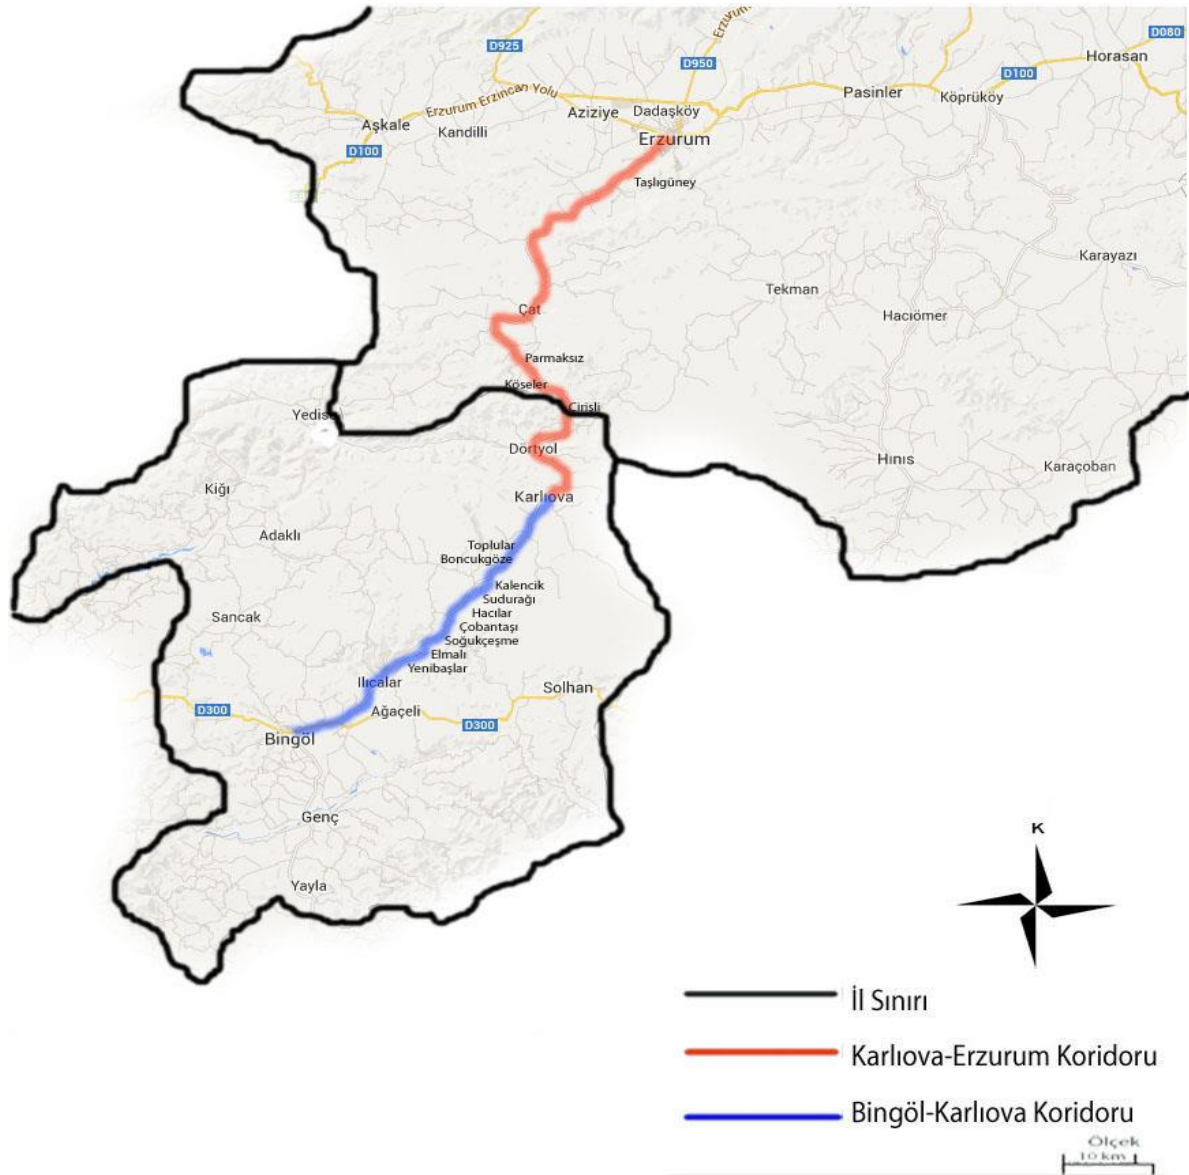 D925
D950
Erzurum
D080
Horasan
D100
Köprüköy
Pasinler
Erzurum Erzincan Yolu
Aziziye
Dadaşköy
Aşkale
Kandilli
Erzurum
D100
Taşlıgüney
Karayazı
Tekman
Hacıömer
Çat
Parmaksız
Köseler
Çirişli
Yedisu
Dörtyol
Hınıs
Karaçoban
Kiğı
Karlıova
Adaklı
Toplular
Boncukgöze
Kalencik
Sudurağı
Hacılar
Sancak
Çobantaşı
Soğukçeşme
Elmalı
Yenibaşlar
Ilıcalar
Solhan
D300
Ağaçeli
D300
Bingöl
Genç
Yayla
K
İl Sınırı
Karlıova-Erzurum Koridoru
Bingöl-Karlıova Koridoru
Ölçek
10 km